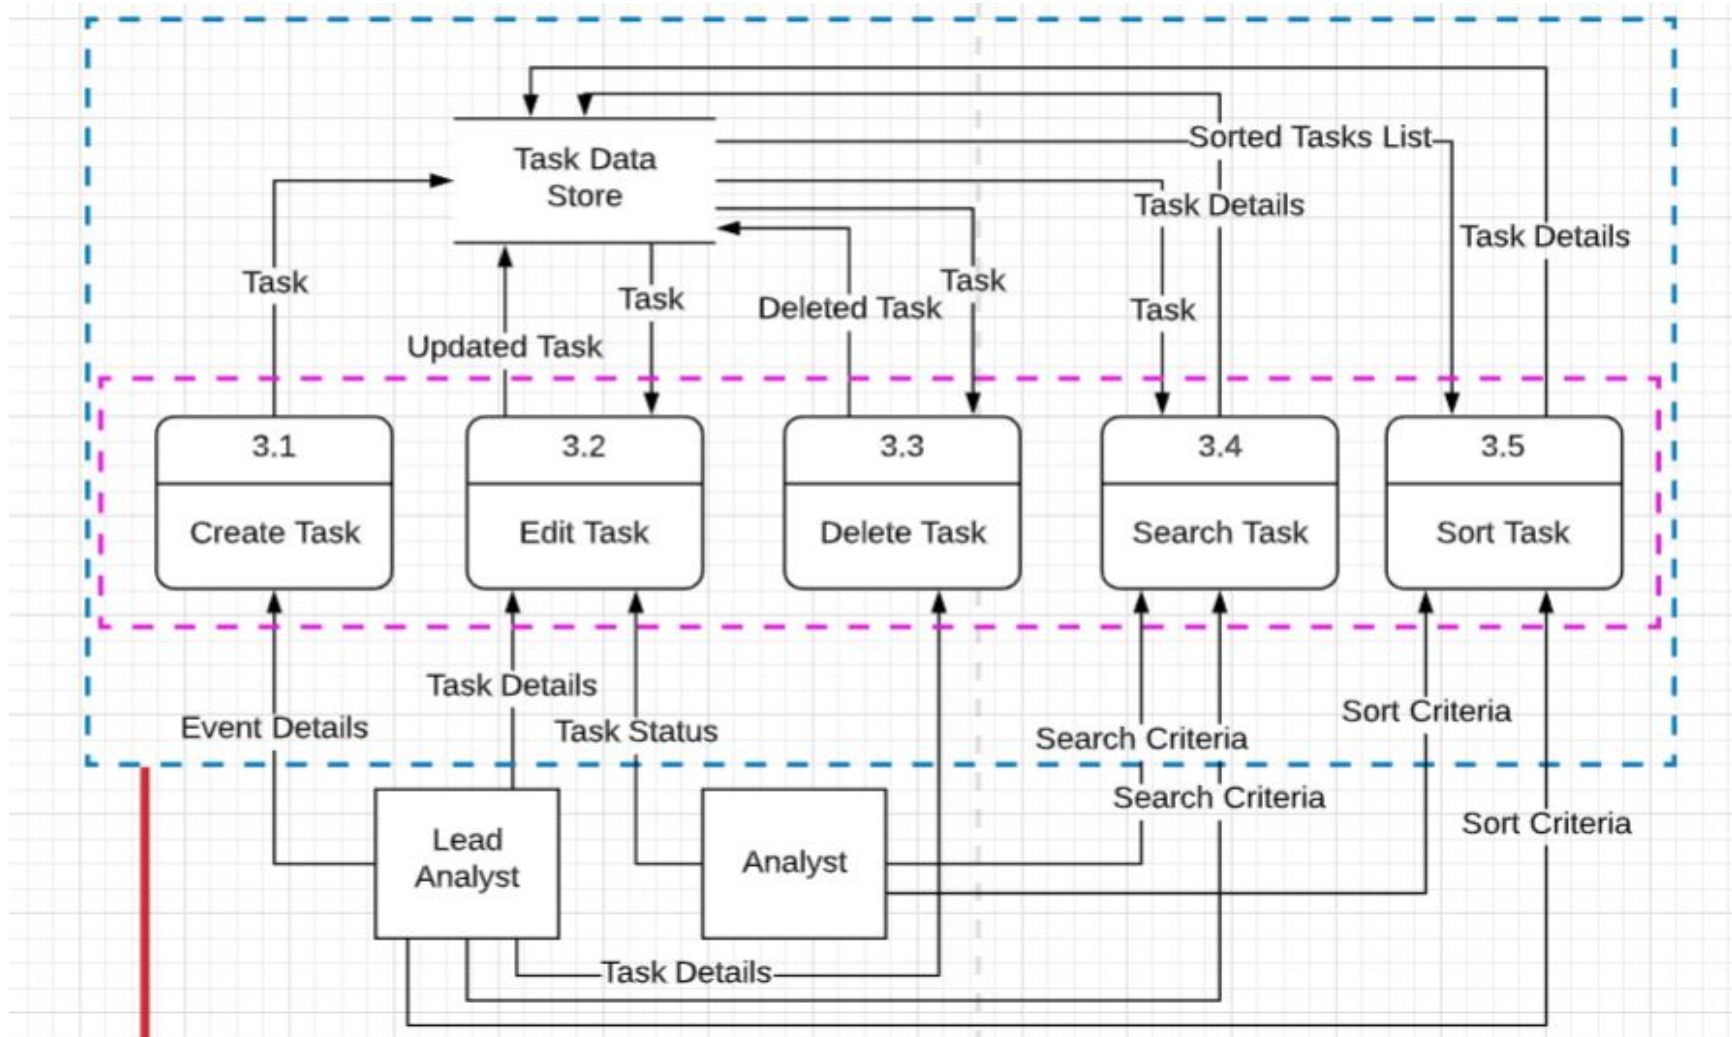 Task Data
Store
Sorted Tasks List
Task Details
Task Details
Task
Task
Task
Deleted Task
Task
Updated Task
3.1
Create Task
3.2
Edit Task
3.3
Delete Task
3.4
Search Task
3.5
Sort Task
Task Details
Event Details
Task Status
Search Criteria
Sort Criteria
Search Criteria
Sort Criteria
Lead
Analyst
Analyst
Task Details